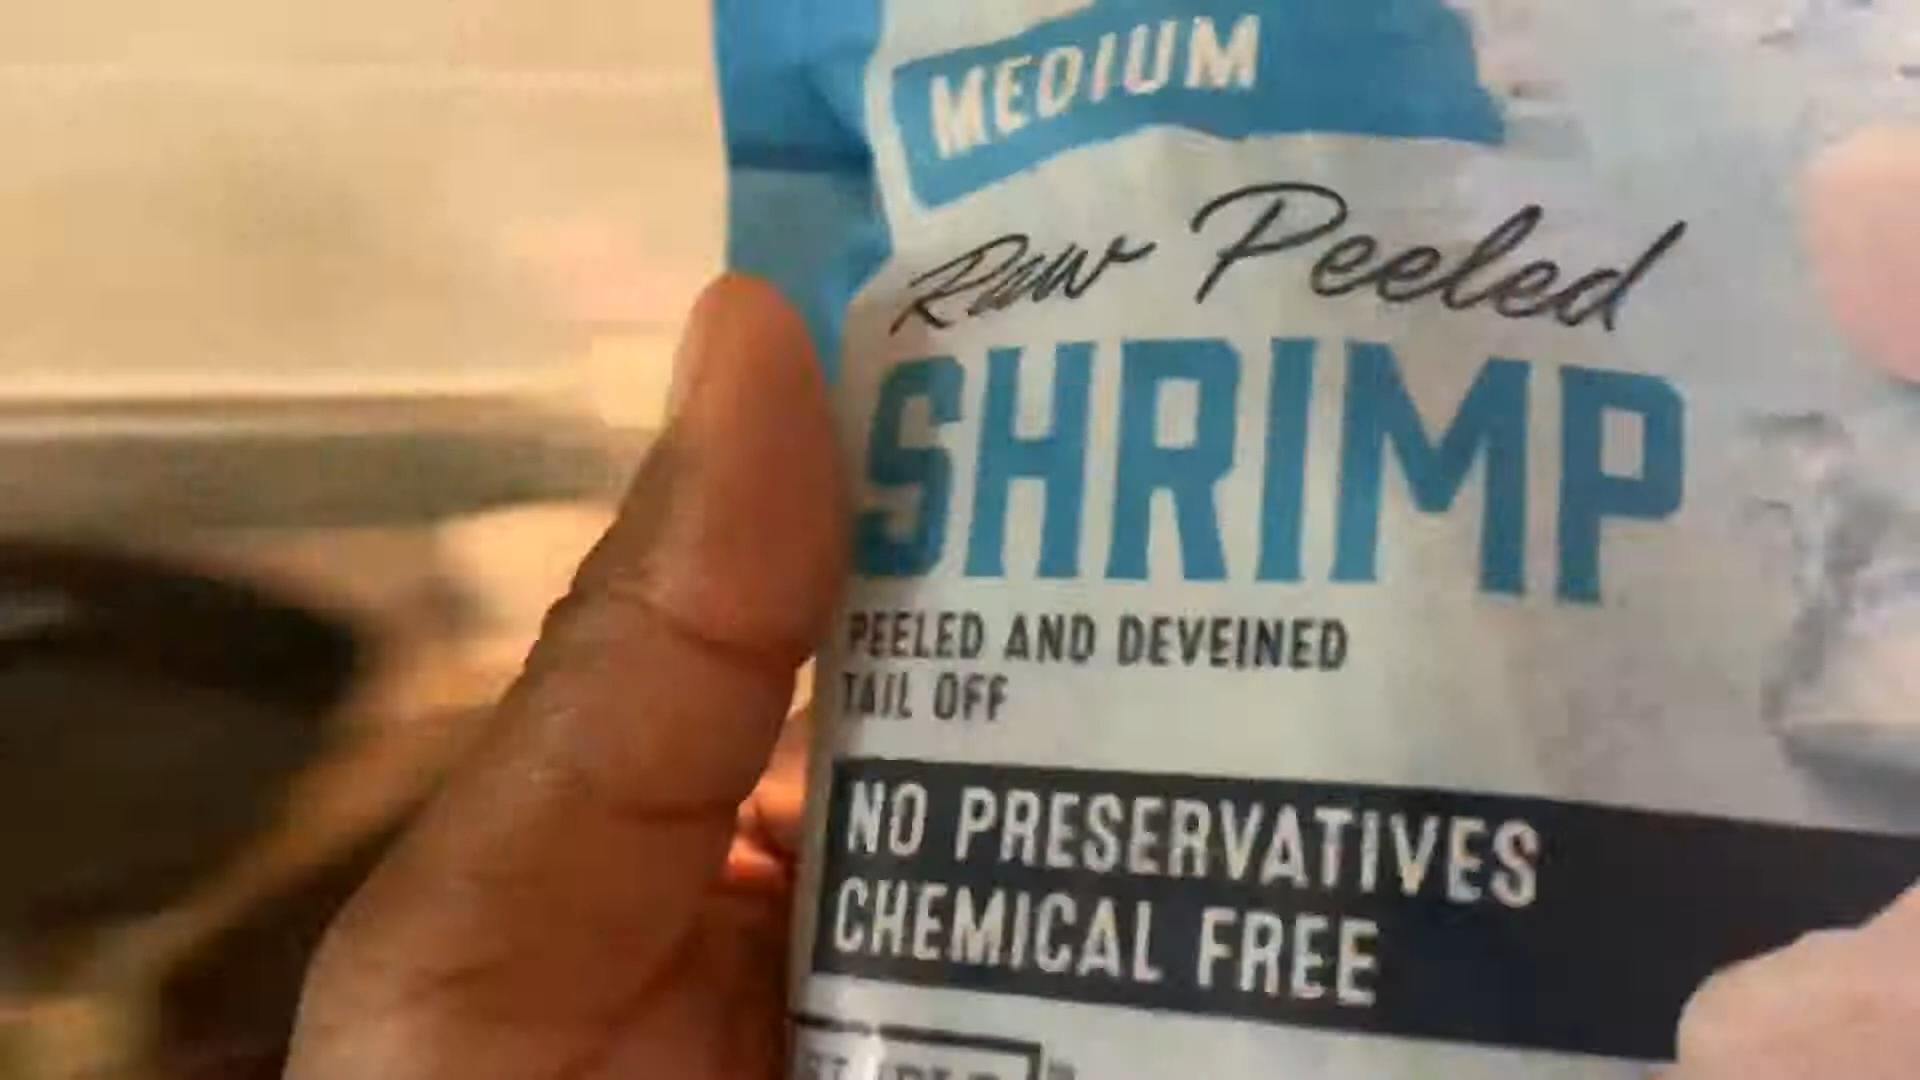 MEDIUM
Raw Peeled
SHRIMP
PEELED AND DEVEINED
TAIL OFF
NO PRESERVATIVES
CHEMICAL FREE